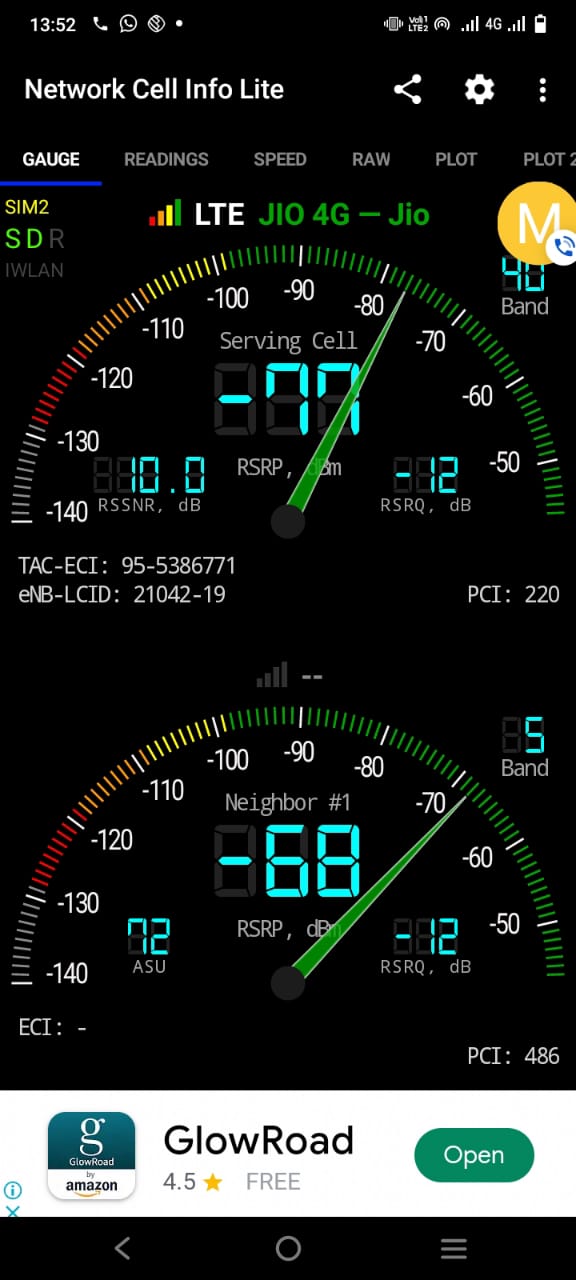 13:52
Vo))1
LTE2
4G
Network Cell Info Lite
GAUGE READINGS SPEED RAW PLOT PLOT 2
SIM2
LTE JIO 4G — Jio
M
S D R
IWLAN
40
Band
-140 -130 -120 -110 -100 -90 -80 -70 -60 -50
Serving Cell
-77
RSRP, dBm
10.0
RSSNR, dB
-12
RSRQ, dB
TAC-ECI: 95-5386771
eNB-LCID: 21042-19
PCI: 220
--
5
Band
-140 -130 -120 -110 -100 -90 -80 -70 -60 -50
Neighbor #1
-68
RSRP, dBm
72
ASU
-12
RSRQ, dB
ECI: -
PCI: 486
g
GlowRoad
by
amazon
GlowRoad
4.5 ★ FREE
Open